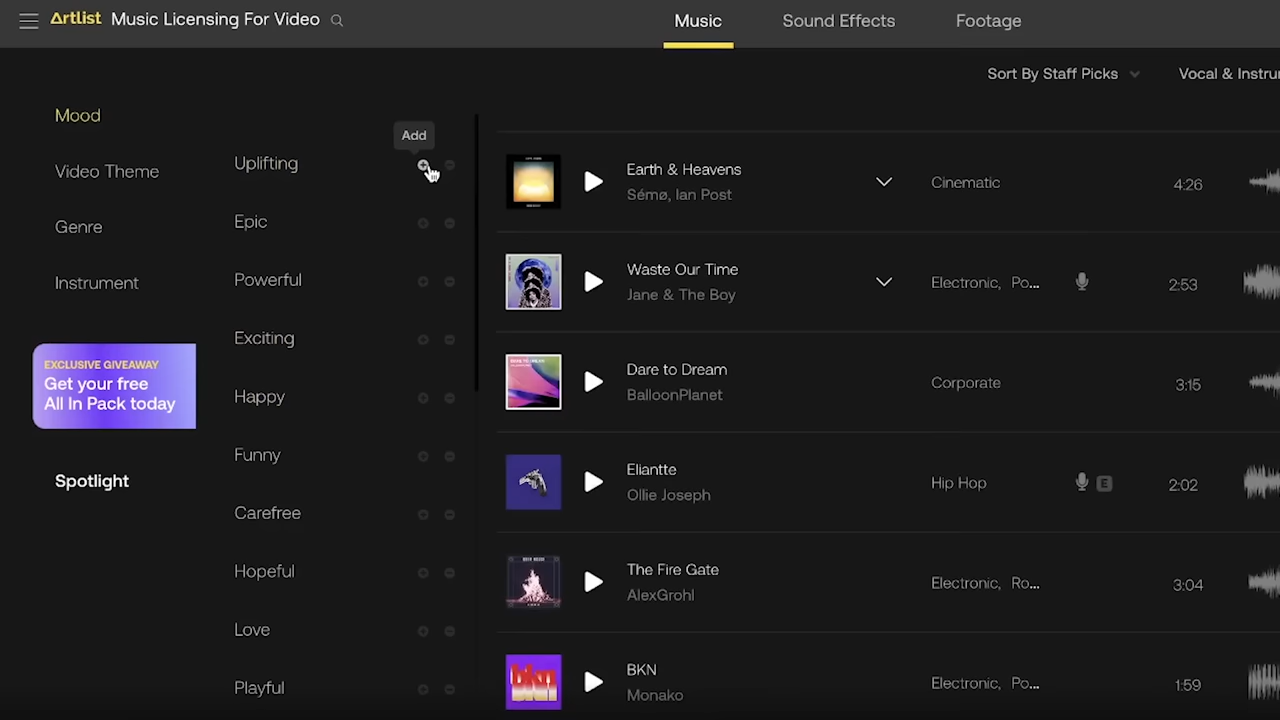 Artlist Music Licensing For Video
Music
Sound Effects
Footage
Sort By Staff Picks
Vocal & Instru
Mood
Video Theme
Genre
Instrument
EXCLUSIVE GIVEAWAY
Get your free
All In Pack today
Spotlight
Add
Uplifting
Epic
Powerful
Exciting
Happy
Funny
Carefree
Hopeful
Love
Playful
Earth & Heavens
Sémø, Ian Post
Cinematic
4:26
Waste Our Time
Jane & The Boy
Electronic, Po...
2:53
Dare to Dream
BalloonPlanet
Corporate
3:15
Eliantte
Ollie Joseph
Hip Hop
E
2:02
The Fire Gate
AlexGrohl
Electronic, Ro...
3:04
bkn
BKN
Monako
Electronic, Po...
1:59